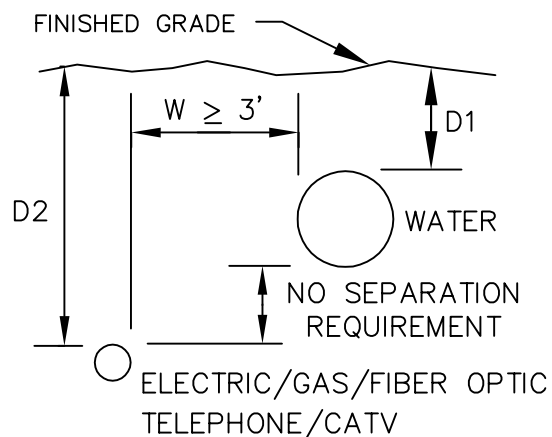 FINISHED GRADE
W ≥ 3'
D1
D2
WATER
NO SEPARATION
REQUIREMENT
ELECTRIC/GAS/FIBER OPTIC
TELEPHONE/CATV